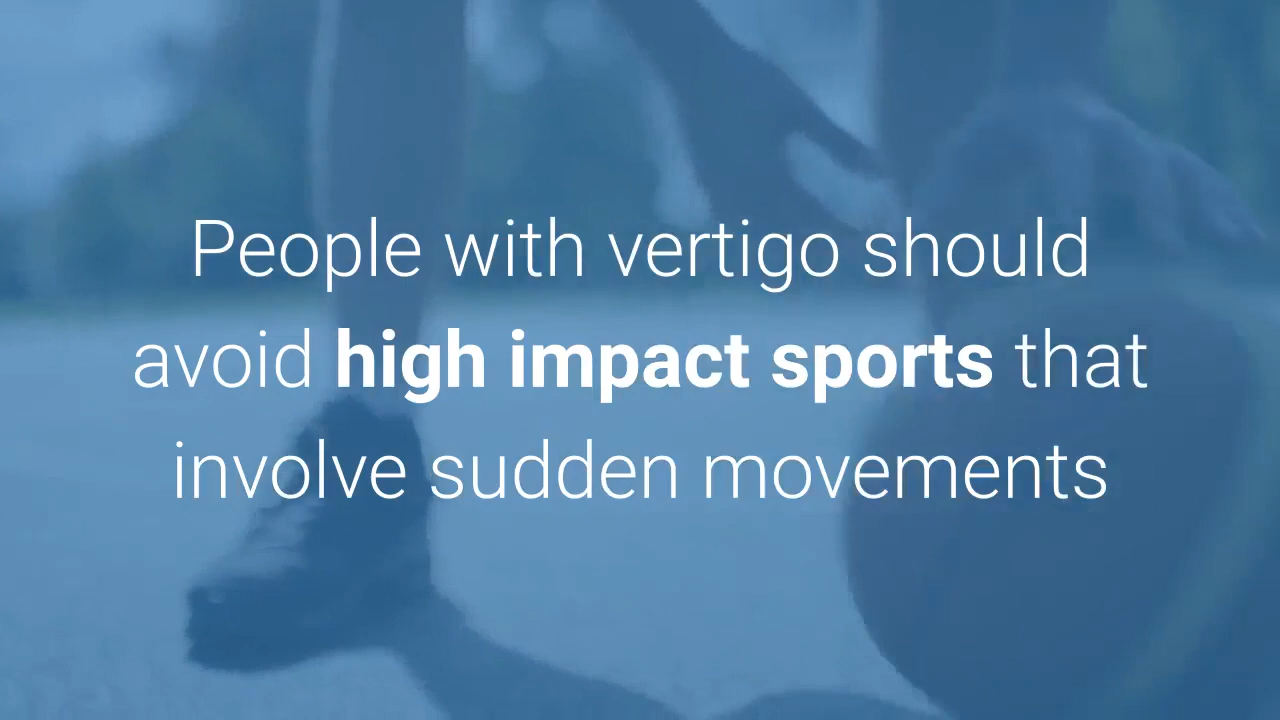 People with vertigo should
avoid high impact sports that
involve sudden movements